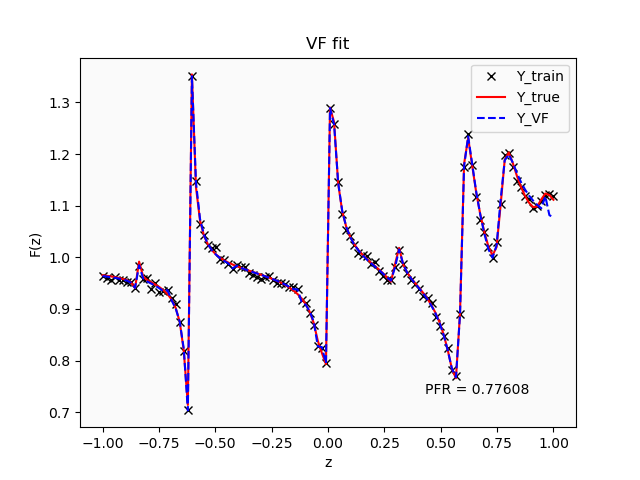 VF fit
Y_train
Y_true
Y_VF
1.3
1.2
1.1
1.0
0.9
0.8
0.7
F(z)
PFR = 0.77608
−1.00 −0.75 −0.50 −0.25 0.00 0.25 0.50 0.75 1.00
z